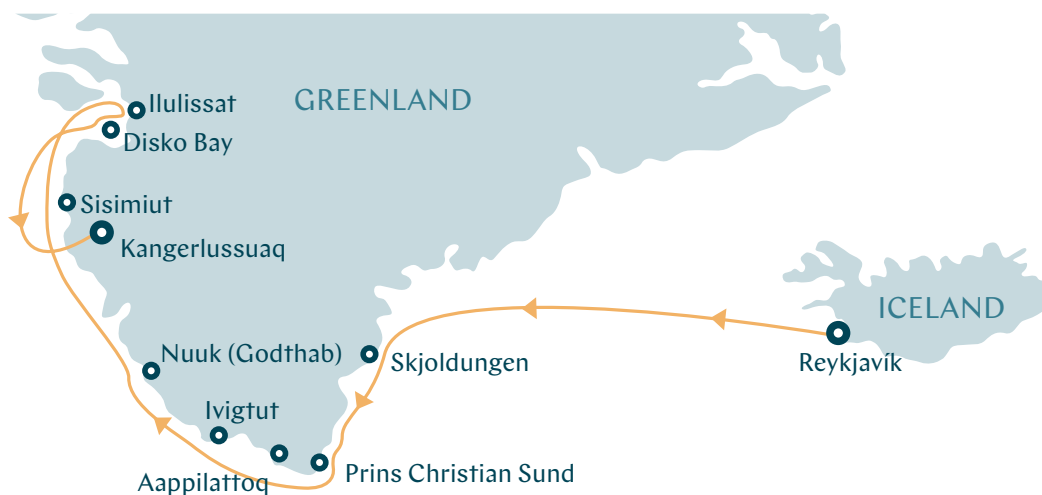 Ilulissat
GREENLAND
Disko Bay
Sisimiut
Kangerlussuaq
ICELAND
Nuuk (Godthab)
Skjoldungen
Reykjavík
Ivigtut
Prins Christian Sund
Aappilattoq